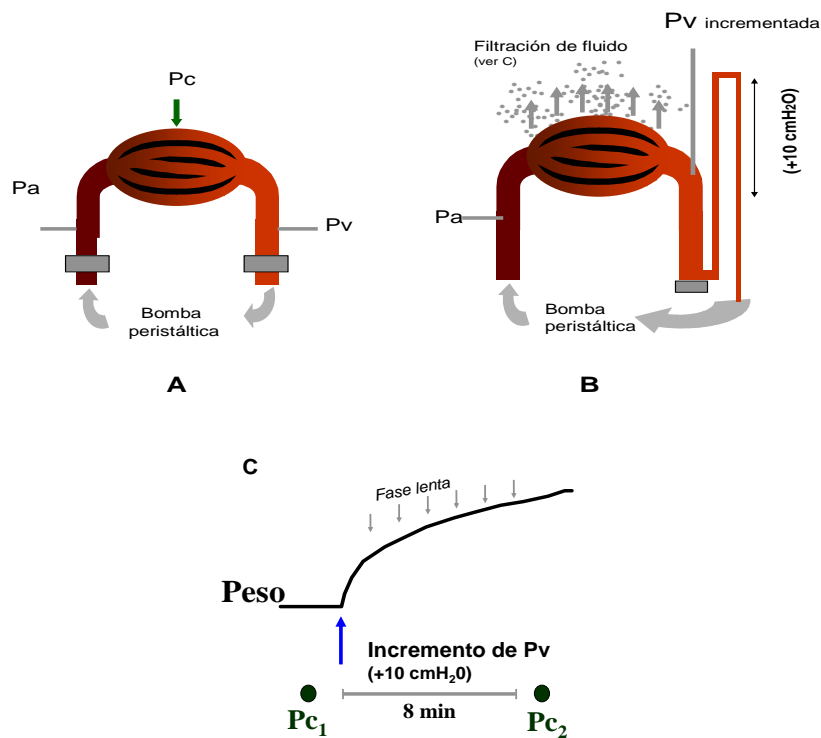 Pc
Pa
Pv
Bomba
peristáltica
A
Filtración de fluido
(ver C)
Pv incrementada
(+10 cmH2O)
Pa
Bomba
peristáltica
B
C
Fase lenta
Peso
Incremento de Pv
(+10 cmH₂0)
8 min
Pc₁
Pc₂